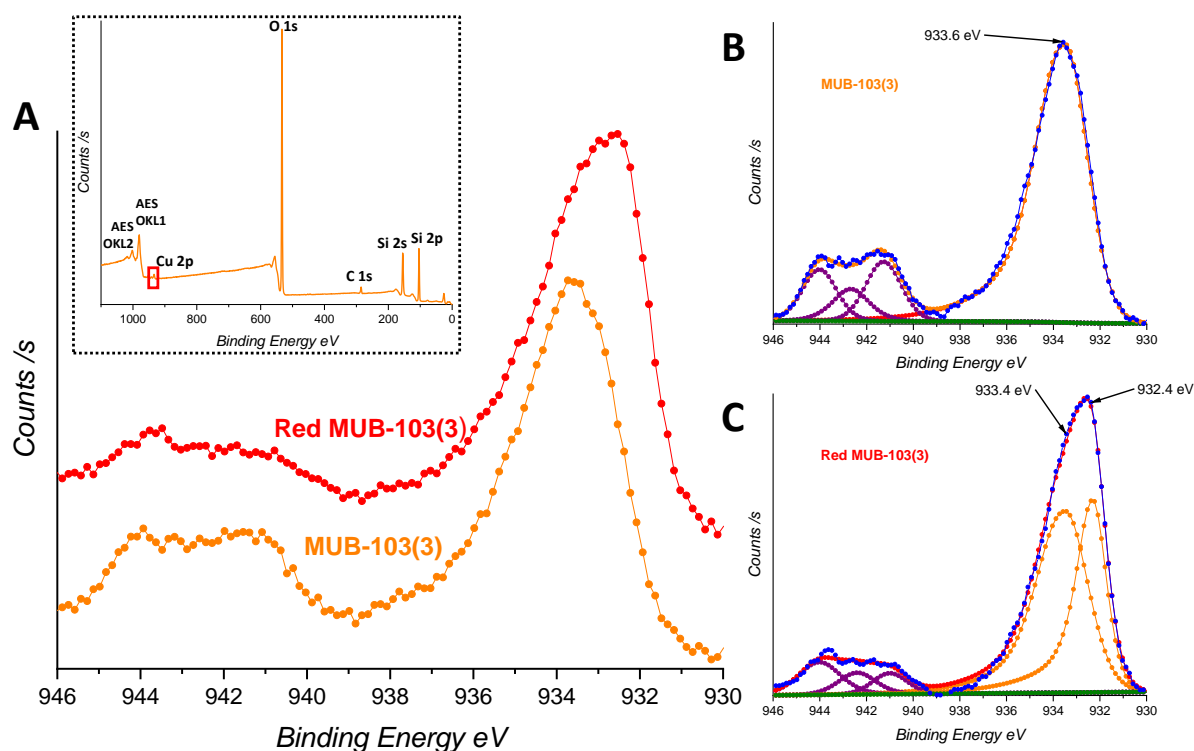 A
Counts /s
O 1s
AES
OKL1
AES
OKL2
Cu 2p
C 1s
Si 2s
Si 2p
1000 800 600 400 200 0
Binding Energy eV
Counts /s
Red MUB-103(3)
MUB-103(3)
946 944 942 940 938 936 934 932 930
Binding Energy eV
B
933.6 eV
MUB-103(3)
Counts /s
946 944 942 940 938 936 934 932 930
Binding Energy eV
C
933.4 eV
932.4 eV
Red MUB-103(3)
Counts /s
946 944 942 940 938 936 934 932 930
Binding Energy eV